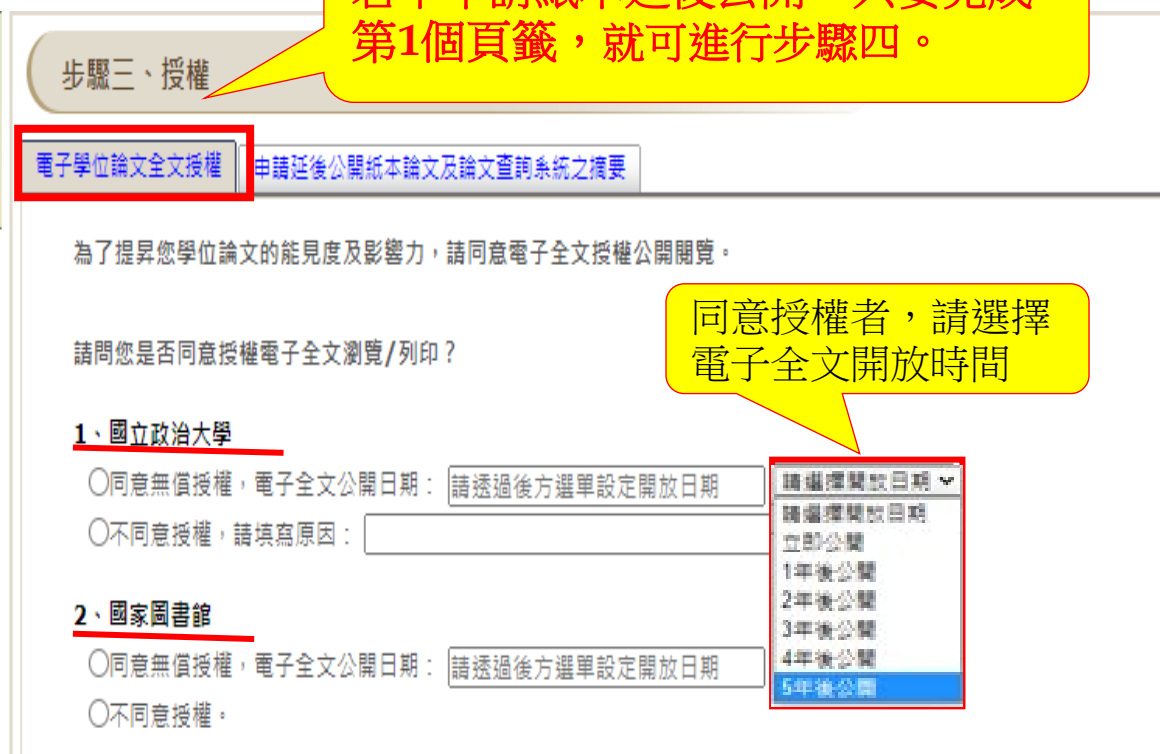 第1個頁籤，就可進行步驟四。
步驟三、授權
電子學位論文全文授權
申請延後公開紙本論文及論文查詢系統之摘要
為了提昇您學位論文的能見度及影響力，請同意電子全文授權公開閱覽。
同意授權者，請選擇
電子全文開放時間
請問您是否同意授權電子全文瀏覽/列印？
1、國立政治大學
○同意無償授權，電子全文公開日期： 請透過後方選單設定開放日期 請選擇開放日期
○不同意授權，請填寫原因：
請選擇開放日期
立即公開
1年後公開
2年後公開
3年後公開
4年後公開
5年後公開
2、國家圖書館
○同意無償授權，電子全文公開日期： 請透過後方選單設定開放日期
○不同意授權。